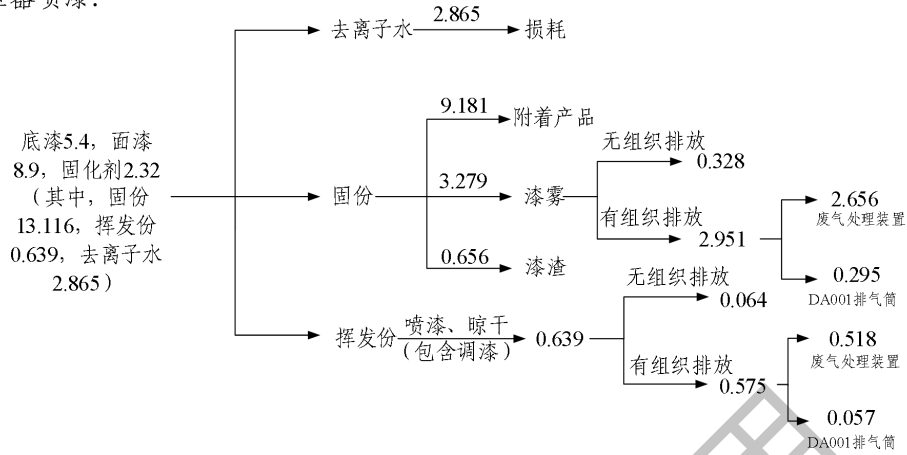 喷漆：
去离子水 2.865 损耗
底漆5.4，面漆
8.9，固化剂2.32
（其中，固份
13.116，挥发份
0.639，去离子水
2.865）
固份
9.181 附着产品
3.279 漆雾
无组织排放 0.328
有组织排放 2.951
2.656
废气处理装置
0.295
DA001排气筒
0.656 漆渣
挥发份 喷漆、晾干
（包含调漆）
0.639
无组织排放
0.064
有组织排放
0.575
0.518
废气处理装置
0.057
DA001排气筒